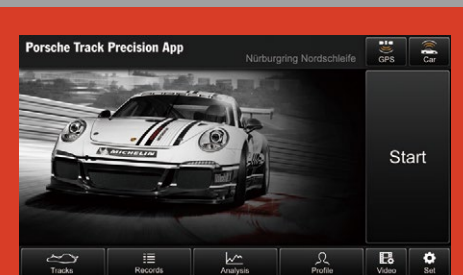 Porsche Track Precision App
Nürburgring Nordschleife
GPS
Car
MICHELIN
Start
Tracks
Records
Analysis
Profile
Video
Set